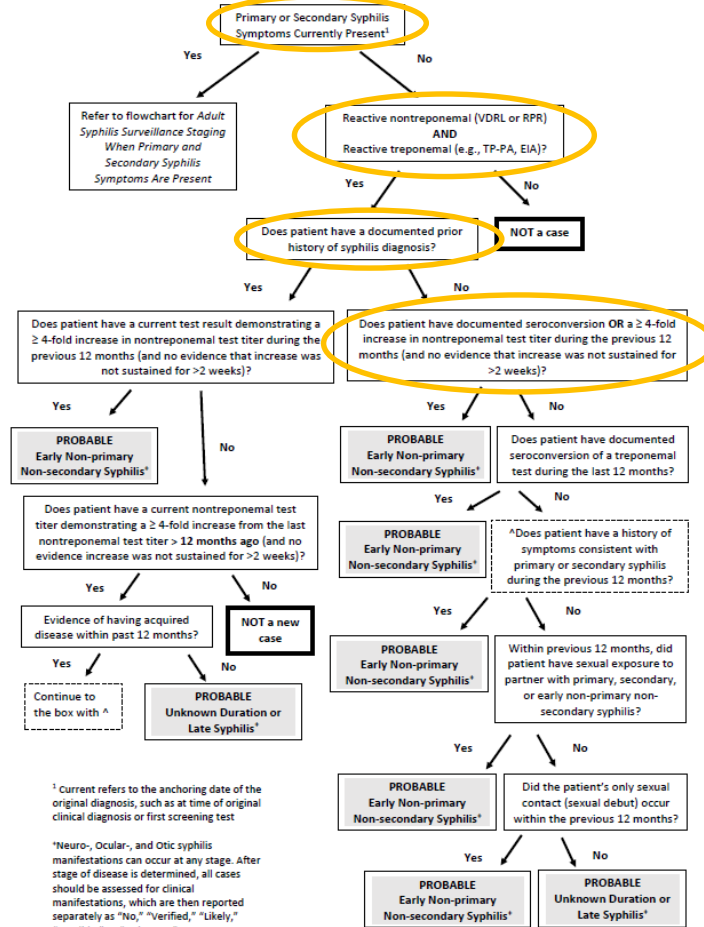 Primary or Secondary Syphilis
Symptoms Currently Present1
Yes
No
Refer to flowchart for Adult
Syphilis Surveillance Staging
When Primary and
Secondary Syphilis
Symptoms Are Present
Reactive nontreponemal (VDRL or RPR)
AND
Reactive treponemal (e.g., TP-PA, EIA)?
Yes
No
Does patient have a documented prior
history of syphilis diagnosis?
NOT a case
Yes
No
Does patient have a current test result demonstrating a
≥ 4-fold increase in nontreponemal test titer during the
previous 12 months (and no evidence that increase was
not sustained for >2 weeks)?
Does patient have documented seroconversion OR a ≥ 4-fold
increase in nontreponemal test titer during the previous 12
months (and no evidence that increase was not sustained for
>2 weeks)?
Yes
No
Yes
No
PROBABLE
Early Non-primary
Non-secondary Syphilis*
PROBABLE
Early Non-primary
Non-secondary Syphilis*
Does patient have documented
seroconversion of a treponemal
test during the last 12 months?
Yes
No
Does patient have a current nontreponemal test
titer demonstrating a ≥ 4-fold increase from the last
nontreponemal test titer > 12 months ago (and no
evidence increase was not sustained for >2 weeks)?
PROBABLE
Early Non-primary
Non-secondary Syphilis*
^Does patient have a history of
symptoms consistent with
primary or secondary syphilis
during the previous 12 months?
Yes
No
Yes
No
Evidence of having acquired
disease within past 12 months?
NOT a new
case
PROBABLE
Early Non-primary
Non-secondary Syphilis*
Within previous 12 months, did
patient have sexual exposure to
partner with primary, secondary,
or early non-primary non-
secondary syphilis?
Yes
No
Continue to
the box with ^
PROBABLE
Unknown Duration or
Late Syphilis*
Yes
No
PROBABLE
Early Non-primary
Non-secondary Syphilis*
Did the patient's only sexual
contact (sexual debut) occur
within the previous 12 months?
Yes
No
PROBABLE
Early Non-primary
Non-secondary Syphilis*
PROBABLE
Unknown Duration or
Late Syphilis*
1 Current refers to the anchoring date of the
original diagnosis, such as at time of original
clinical diagnosis or first screening test
*Neuro-, Ocular-, and Otic syphilis
manifestations can occur at any stage. After
stage of disease is determined, all cases
should be assessed for clinical
manifestations, which are then reported
separately as "No," "Verified," "Likely,"